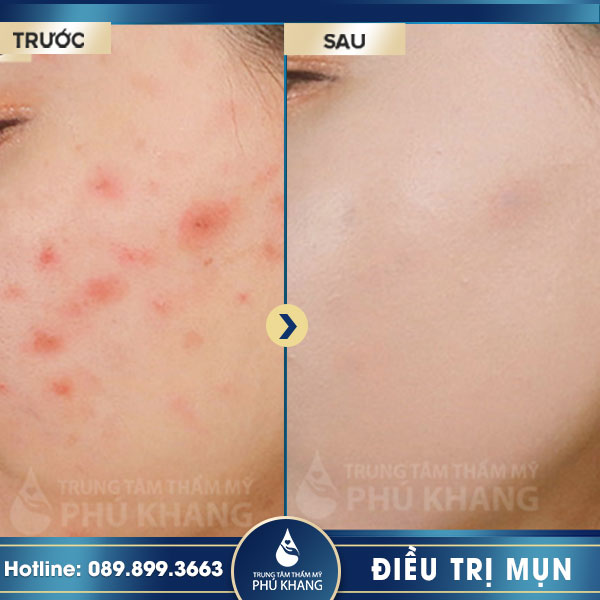 TRƯỚC
SAU
TRUNG TÂM THẨM MỸ
PHÚ KHANG
TRUNG TÂM THẨM MỸ
PHÚ KHANG
Hotline: 089.899.3663
TRUNG TÂM THẨM MỸ
PHÚ KHANG
ĐIỀU TRỊ MỤN